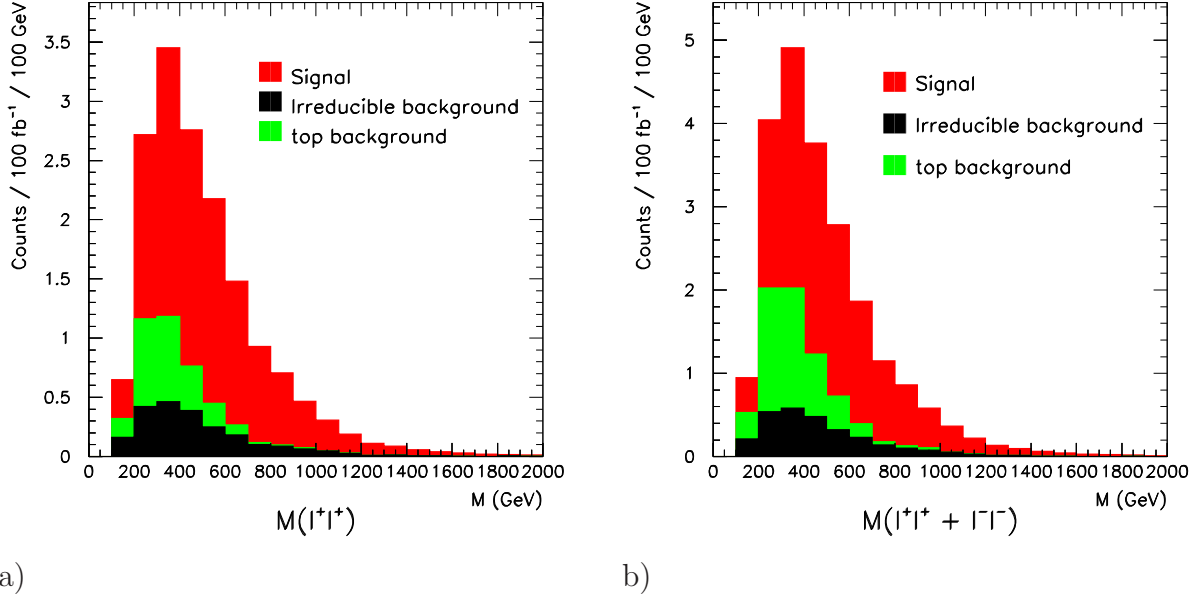 Counts / 100 fb⁻¹ / 100 GeV
3.5
3
2.5
2
1.5
1
0.5
0
Signal
Irreducible background
top background
0 200 400 600 800 1000 1200 1400 1600 1800 2000
M (GeV)
M(l⁺l⁺)
a)
Counts / 100 fb⁻¹ / 100 GeV
5
4
3
2
1
0
Signal
Irreducible background
top background
0 200 400 600 800 1000 1200 1400 1600 1800 2000
M (GeV)
M(l⁺l⁺ + l⁻l⁻)
b)